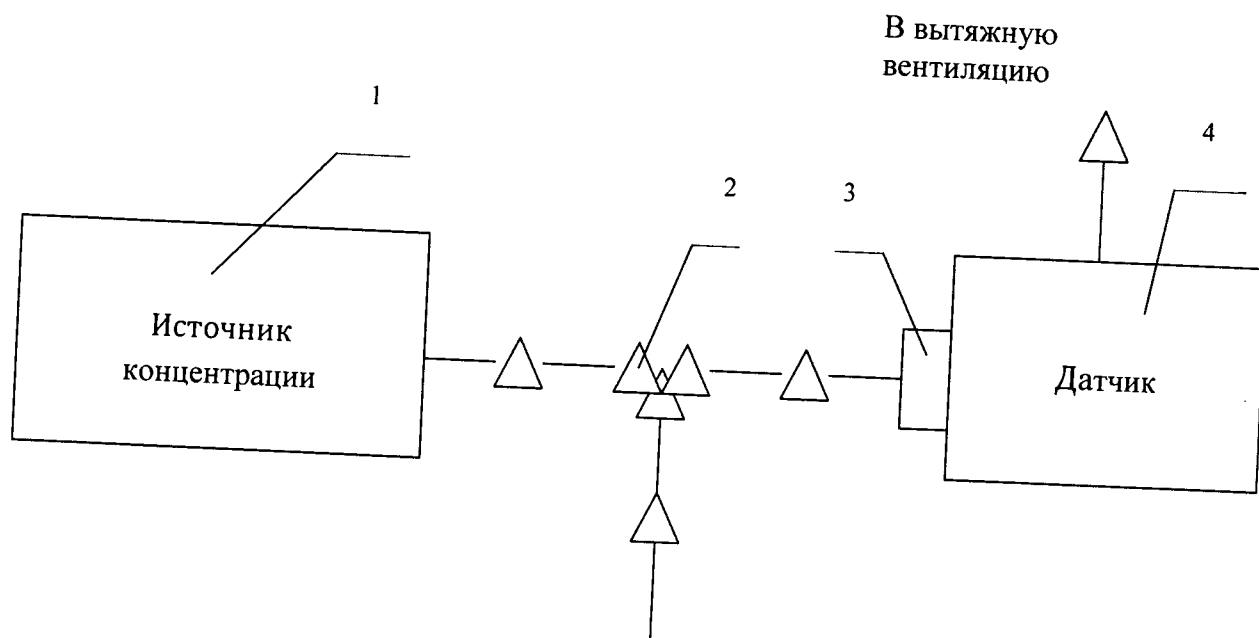 В вытяжную
вентиляцию
1
4
2
3
Источник
концентрации
Датчик